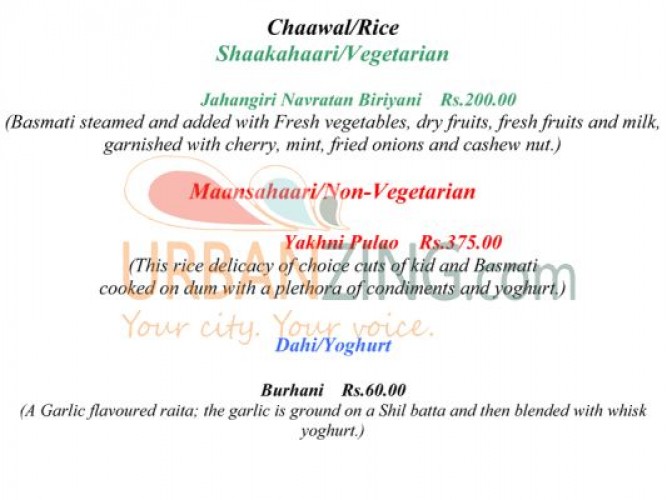 Chaawal/Rice
Shaakahaari/Vegetarian
Jahangiri Navratan Biriyani Rs.200.00
(Basmati steamed and added with Fresh vegetables, dry fruits, fresh fruits and milk,
garnished with cherry, mint, fried onions and cashew nut.)
Maansahaari/Non-Vegetarian
Yakhni Pulao Rs.375.00
(This rice delicacy of choice cuts of kid and Basmati
cooked on dum with a plethora of condiments and yoghurt.)
URBANZING.com
Your city. Your voice.
Dahi/Yoghurt
Burhani Rs.60.00
(A Garlic flavoured raita; the garlic is ground on a Shil batta and then blended with whisk
yoghurt.)